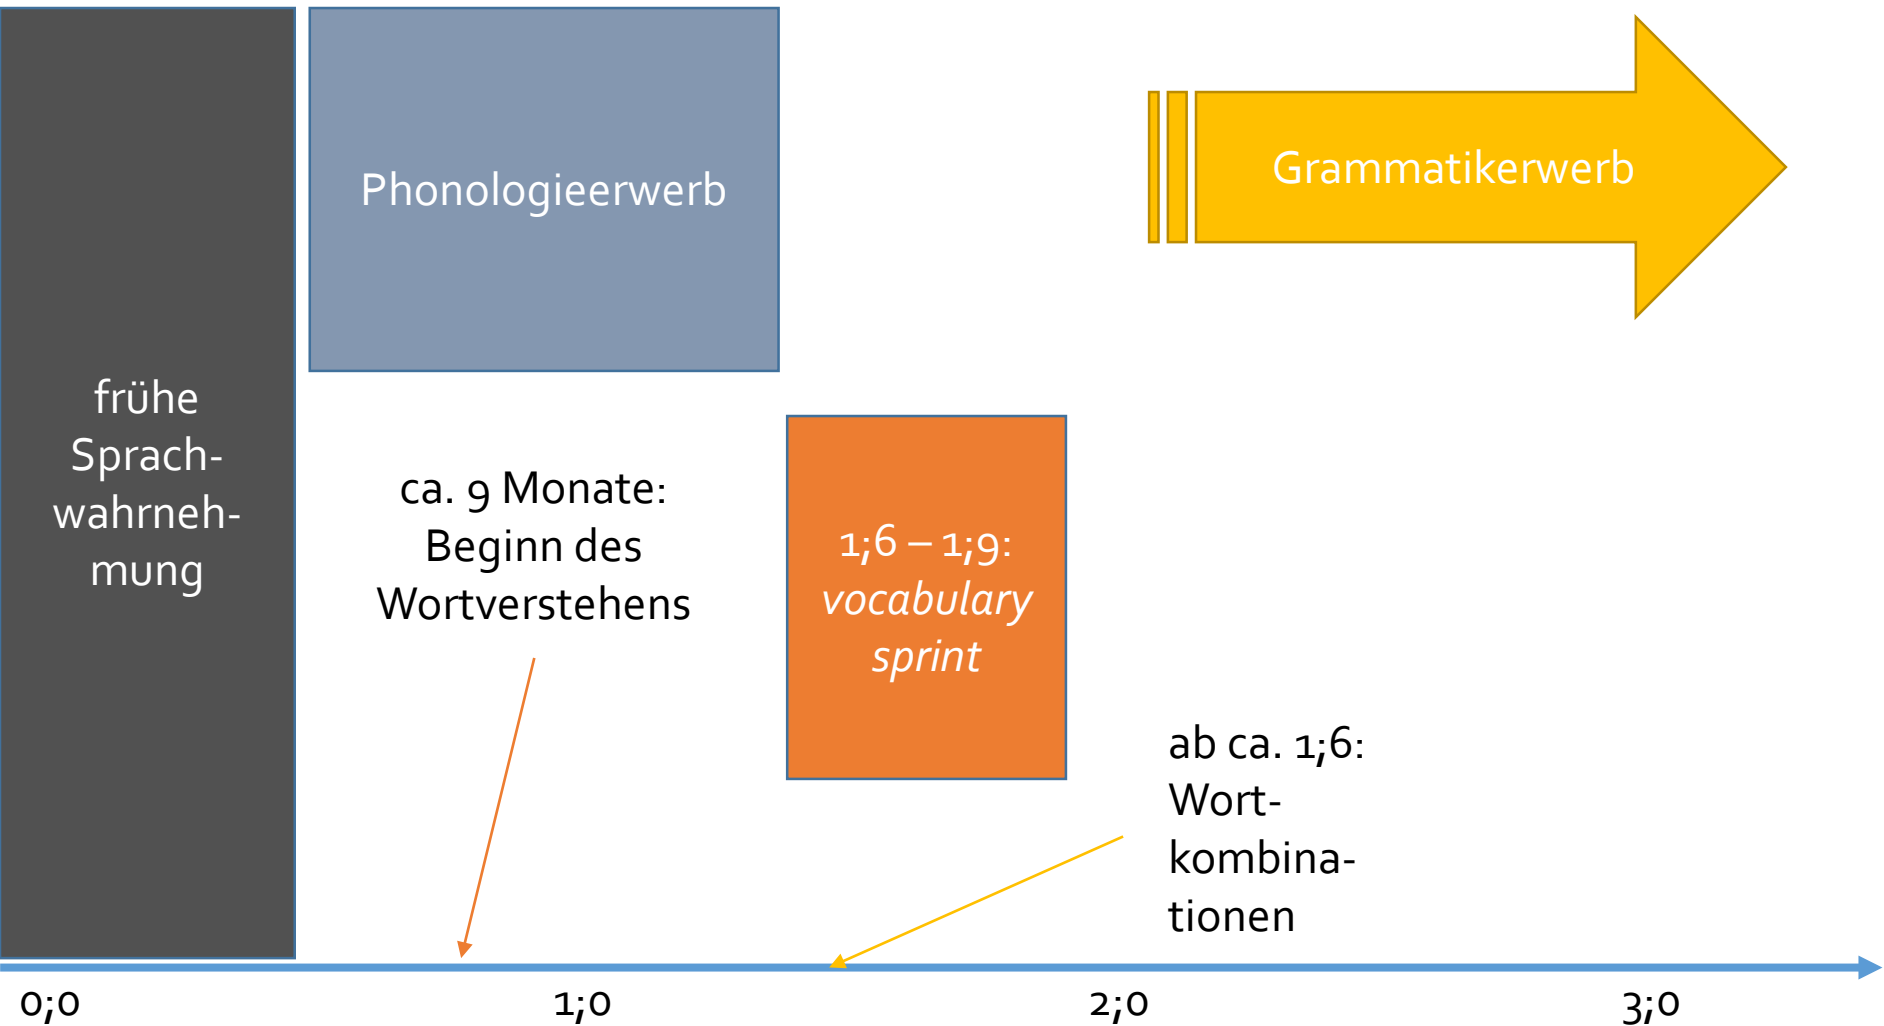 frühe
Sprach-
wahrneh-
mung
Phonologieerwerb
Grammatikerwerb
ca. 9 Monate:
Beginn des
Wortverstehens
1;6 – 1;9:
vocabulary
sprint
ab ca. 1;6:
Wort-
kombina-
tionen
0;0
1;0
2;0
3;0